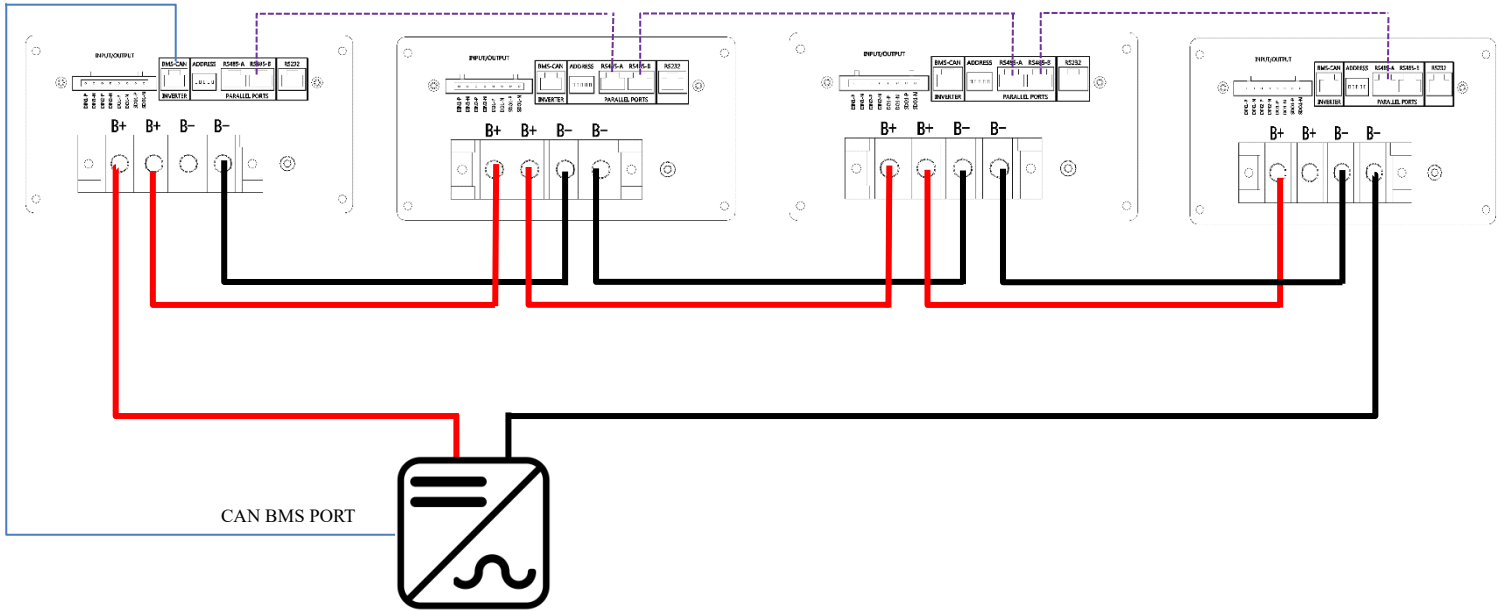 INPUT/OUTPUT
BMS-CAN ADDRESS RS485-A RS485-B RS232
INVERTER PARALLEL PORTS
B+ B+ B− B−
INPUT/OUTPUT
BMS-CAN ADDRESS RS485-A RS485-B RS232
INVERTER PARALLEL PORTS
B+ B+ B− B−
INPUT/OUTPUT
BMS-CAN ADDRESS RS485-A RS485-B RS232
INVERTER PARALLEL PORTS
B+ B+ B− B−
INPUT/OUTPUT
BMS-CAN ADDRESS RS485-A RS485-B RS232
INVERTER PARALLEL PORTS
B+ B+ B− B−
CAN BMS PORT